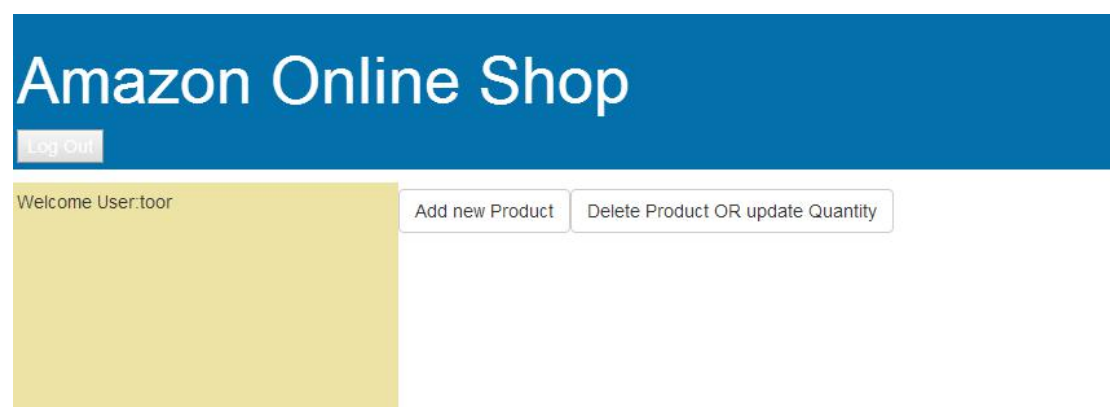 Amazon Online Shop
Log Out
Welcome User:toor
Add new Product
Delete Product OR update Quantity